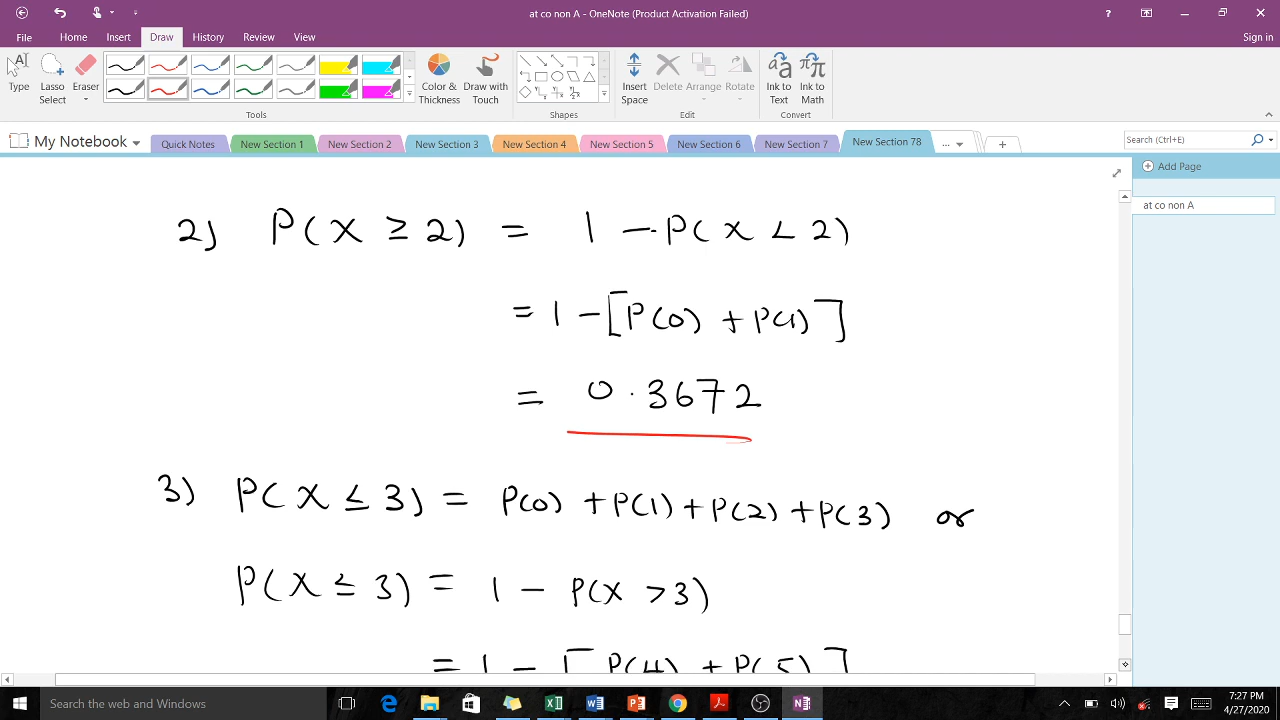 at co non A - OneNote (Product Activation Failed)
File Home Insert Draw History Review View Sign in
Type Lasso Select Eraser Color & Thickness Draw with Touch Insert Space Delete Arrange Rotate Ink to Text Ink to Math
Tools Shapes Edit Convert
My Notebook Quick Notes New Section 1 New Section 2 New Section 3 New Section 4 New Section 5 New Section 6 New Section 7 New Section 78 ... + Search (Ctrl+E)
Add Page
at co non A
2) P(X ≥ 2) = 1 - P(X < 2)
= 1 - [P(0) + P(1)]
= 0.3672
3) P(X ≤ 3) = P(0) + P(1) + P(2) + P(3) or
P(X ≤ 3) = 1 - P(X > 3)
= 1 - [P(4) + P(5)]
Search the web and Windows
7:27 PM
4/27/2020